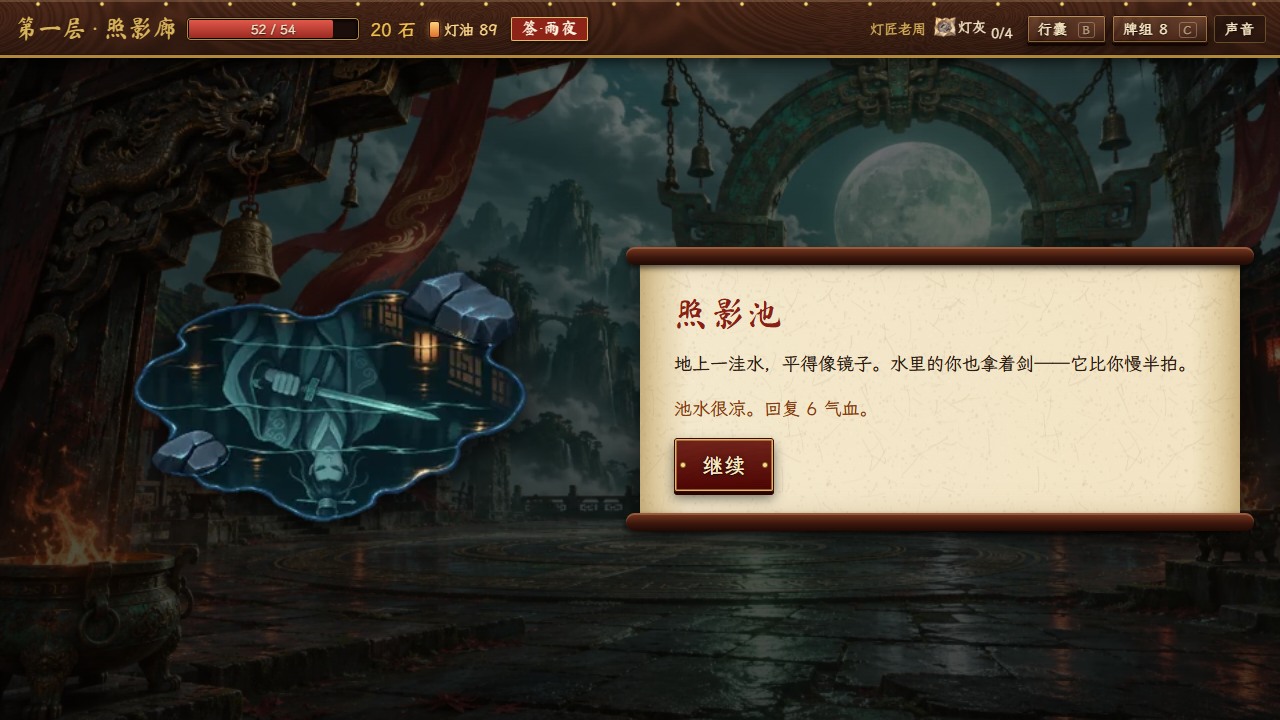 第一层·照影廊
52 / 54
20 石
灯油 89
签·雨夜
灯匠老周
灯灰 0/4
行囊 B
牌组 8 C
声音
照影池
地上一洼水，平得像镜子。水里的你也拿着剑——它比你慢半拍。
池水很凉。回复 6 气血。
继续